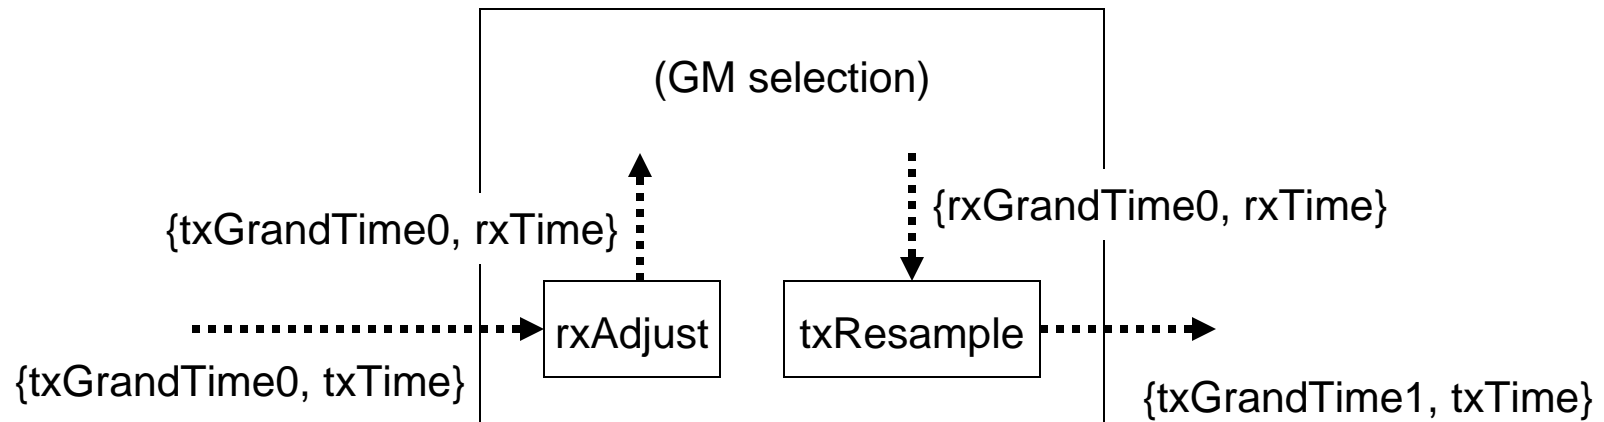 (GM selection)
{rxGrandTime0, rxTime}
{txGrandTime0, rxTime}
rxAdjust
txResample
{txGrandTime0, txTime}
{txGrandTime1, txTime}